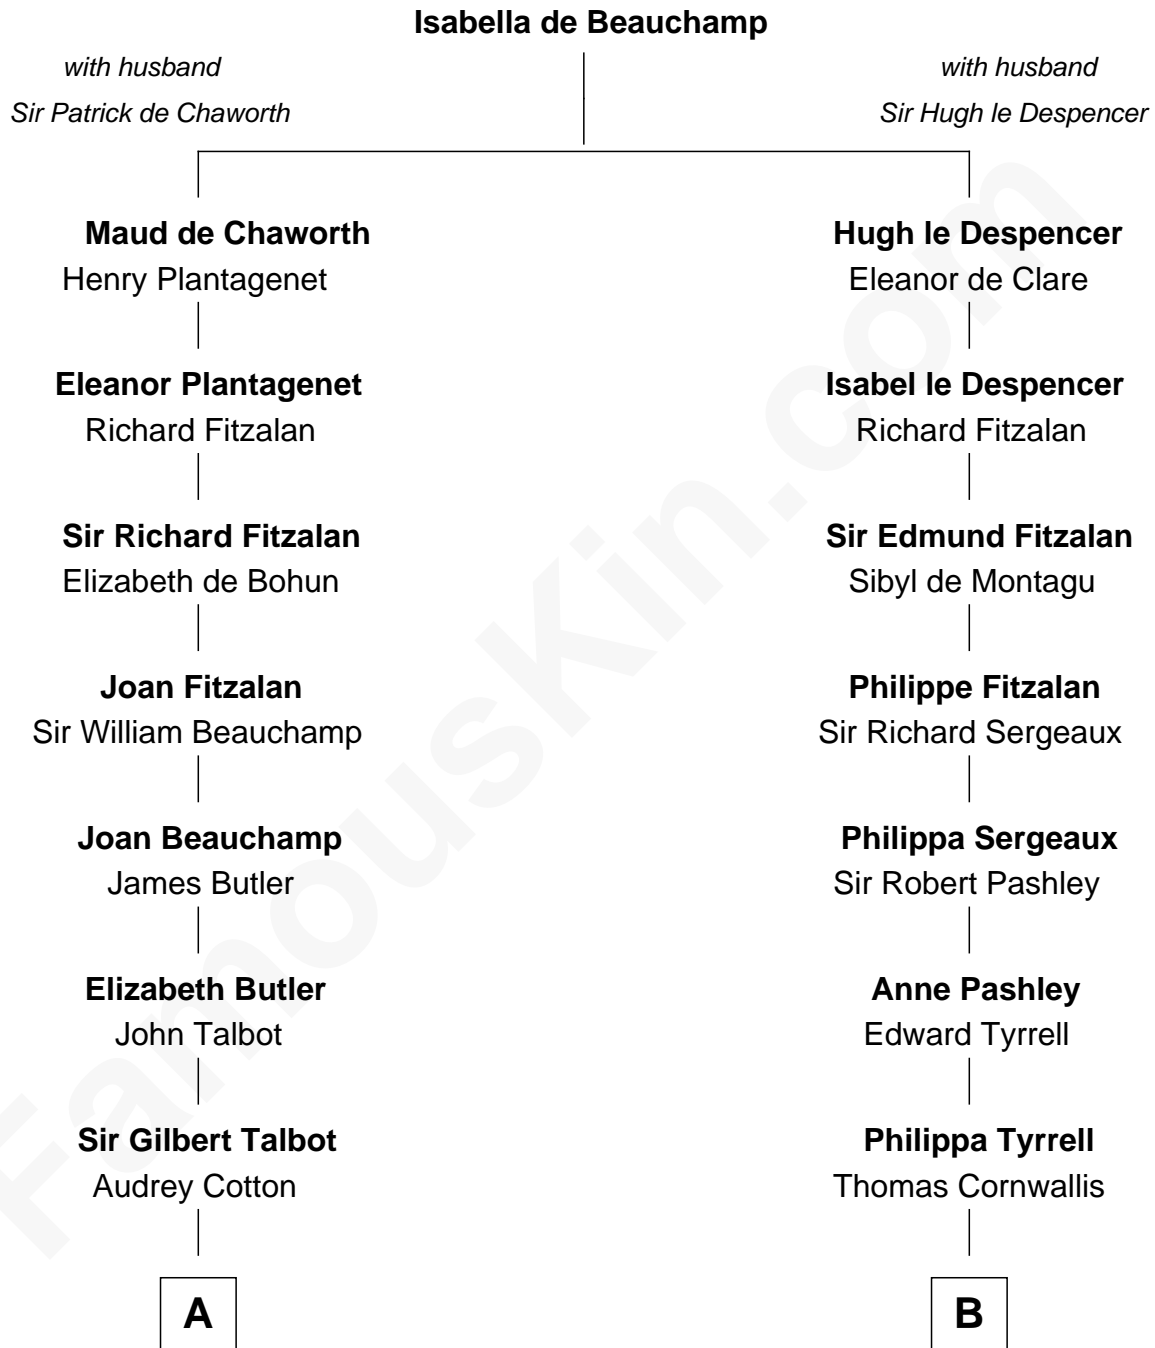 Isabella de Beauchamp
with husband
Sir Patrick de Chaworth
with husband
Sir Hugh le Despencer
Maud de Chaworth
Henry Plantagenet
Hugh le Despencer
Eleanor de Clare
Eleanor Plantagenet
Richard Fitzalan
Isabel le Despencer
Richard Fitzalan
Sir Richard Fitzalan
Elizabeth de Bohun
Sir Edmund Fitzalan
Sibyl de Montagu
Joan Fitzalan
Sir William Beauchamp
Philippe Fitzalan
Sir Richard Sergeaux
Joan Beauchamp
James Butler
Philippa Sergeaux
Sir Robert Pashley
Elizabeth Butler
John Talbot
Anne Pashley
Edward Tyrrell
Sir Gilbert Talbot
Audrey Cotton
Philippa Tyrrell
Thomas Cornwallis
A
B
FamousKin.com